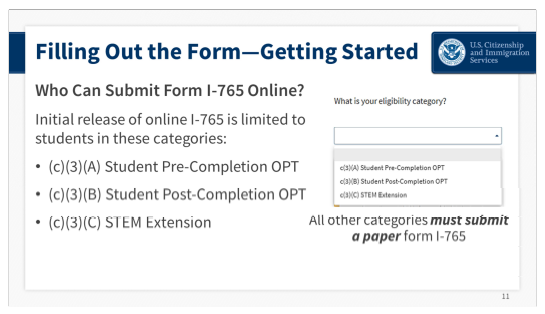 Filling Out the Form—Getting Started
U.S. Citizenship
and Immigration
Services
Who Can Submit Form I-765 Online?
Initial release of online I-765 is limited to
students in these categories:
• (c)(3)(A) Student Pre-Completion OPT
• (c)(3)(B) Student Post-Completion OPT
• (c)(3)(C) STEM Extension
What is your eligibility category?
c(3)(A) Student Pre-Completion OPT
c(3)(B) Student Post-Completion OPT
c(3)(C) STEM Extension
All other categories must submit
a paper form I-765
11